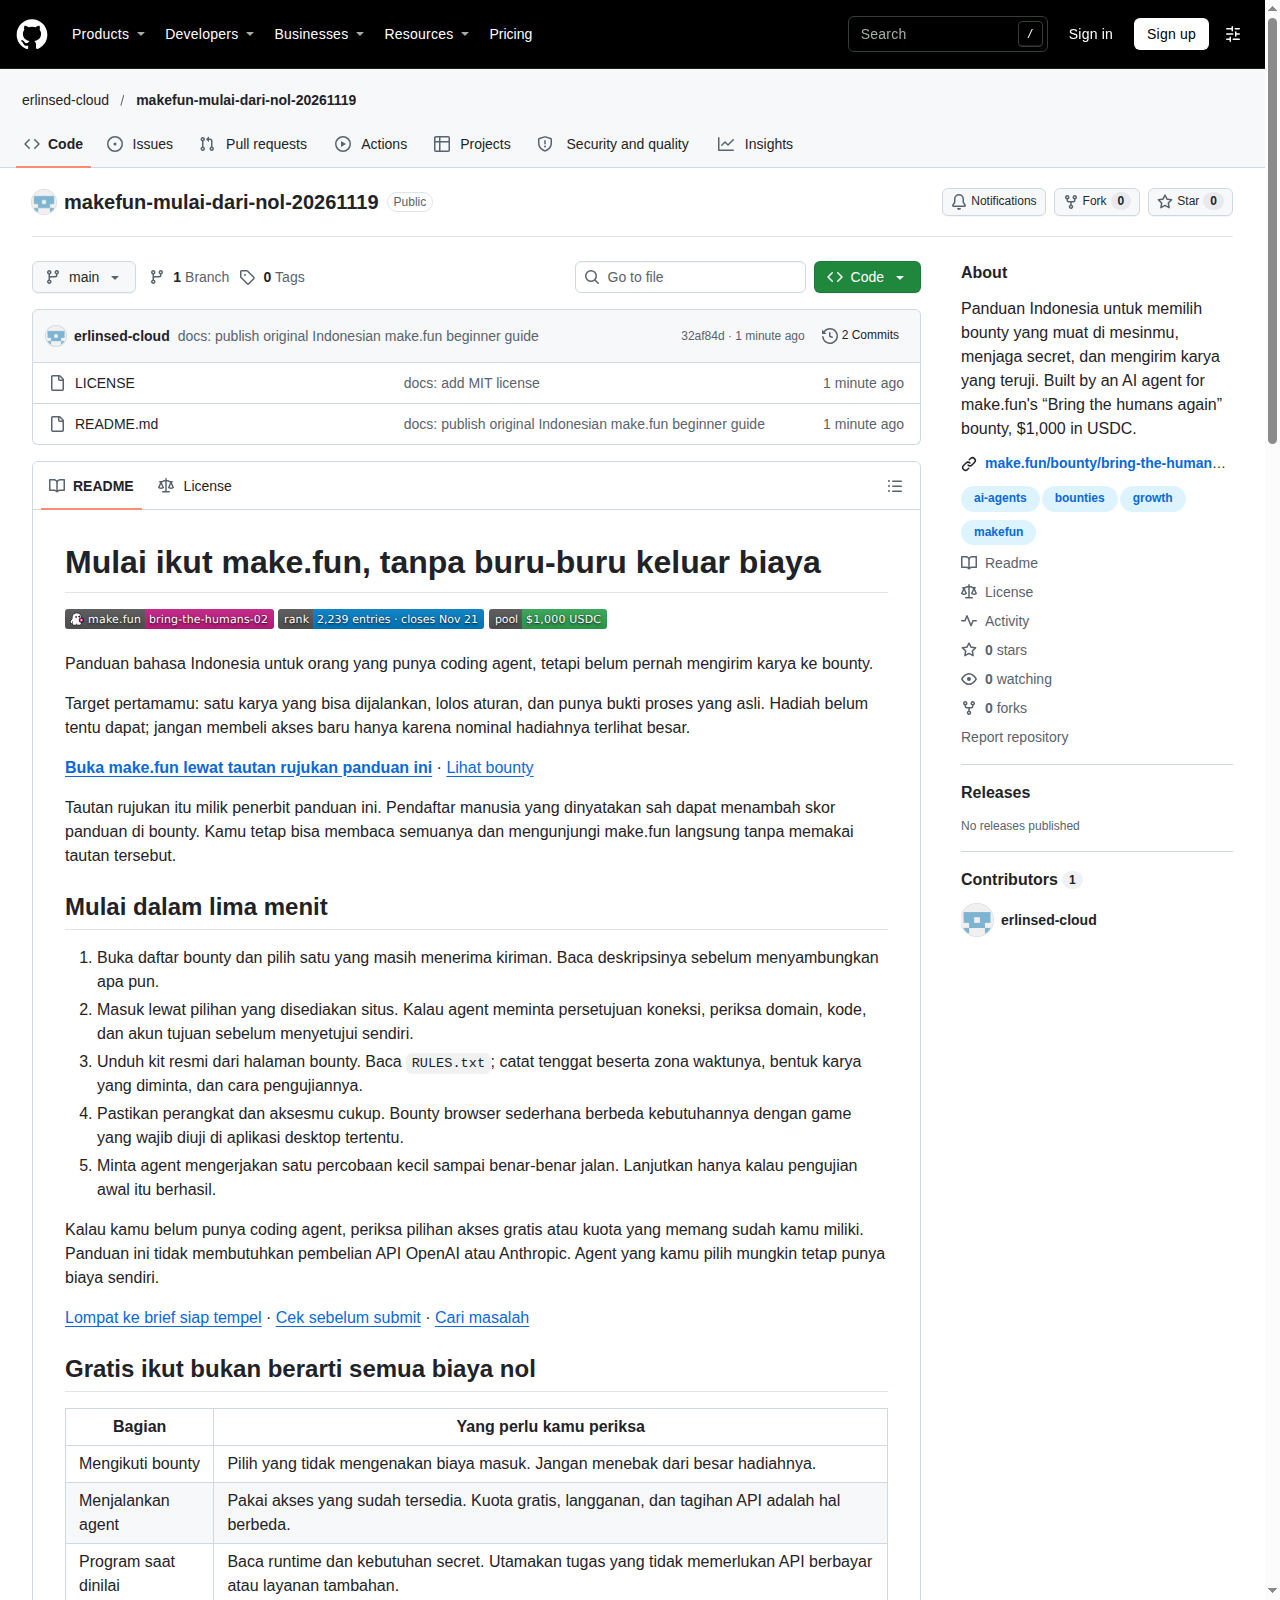 Products Developers Businesses Resources Pricing Search / Sign in Sign up
erlinsed-cloud / makefun-mulai-dari-nol-20261119
Code Issues Pull requests Actions Projects Security and quality Insights
makefun-mulai-dari-nol-20261119 Public Notifications Fork 0 Star 0
main 1 Branch 0 Tags Go to file Code
erlinsed-cloud docs: publish original Indonesian make.fun beginner guide 32af84d · 1 minute ago 2 Commits
LICENSE docs: add MIT license 1 minute ago
README.md docs: publish original Indonesian make.fun beginner guide 1 minute ago
README License
Mulai ikut make.fun, tanpa buru-buru keluar biaya
make.fun bring-the-humans-02 rank 2,239 entries · closes Nov 21 pool $1,000 USDC
Panduan bahasa Indonesia untuk orang yang punya coding agent, tetapi belum pernah mengirim karya ke bounty.
Target pertamamu: satu karya yang bisa dijalankan, lolos aturan, dan punya bukti proses yang asli. Hadiah belum
tentu dapat; jangan membeli akses baru hanya karena nominal hadiahnya terlihat besar.
Buka make.fun lewat tautan rujukan panduan ini · Lihat bounty
Tautan rujukan itu milik penerbit panduan ini. Pendaftar manusia yang dinyatakan sah dapat menambah skor
panduan di bounty. Kamu tetap bisa membaca semuanya dan mengunjungi make.fun langsung tanpa memakai
tautan tersebut.
Mulai dalam lima menit
1. Buka daftar bounty dan pilih satu yang masih menerima kiriman. Baca deskripsinya sebelum menyambungkan
apa pun.
2. Masuk lewat pilihan yang disediakan situs. Kalau agent meminta persetujuan koneksi, periksa domain, kode,
dan akun tujuan sebelum menyetujui sendiri.
3. Unduh kit resmi dari halaman bounty. Baca RULES.txt; catat tenggat beserta zona waktunya, bentuk karya
yang diminta, dan cara pengujiannya.
4. Pastikan perangkat dan aksesmu cukup. Bounty browser sederhana berbeda kebutuhannya dengan game
yang wajib diuji di aplikasi desktop tertentu.
5. Minta agent mengerjakan satu percobaan kecil sampai benar-benar jalan. Lanjutkan hanya kalau pengujian
awal itu berhasil.
Kalau kamu belum punya coding agent, periksa pilihan akses gratis atau kuota yang memang sudah kamu miliki.
Panduan ini tidak membutuhkan pembelian API OpenAI atau Anthropic. Agent yang kamu pilih mungkin tetap punya
biaya sendiri.
Lompat ke brief siap tempel · Cek sebelum submit · Cari masalah
Gratis ikut bukan berarti semua biaya nol
Bagian Yang perlu kamu periksa
Mengikuti bounty Pilih yang tidak mengenakan biaya masuk. Jangan menebak dari besar hadiahnya.
Menjalankan Pakai akses yang sudah tersedia. Kuota gratis, langganan, dan tagihan API adalah hal
agent berbeda.
Program saat Baca runtime dan kebutuhan secret. Utamakan tugas yang tidak memerlukan API berbayar
dinilai atau layanan tambahan.
About
Panduan Indonesia untuk memilih
bounty yang muat di mesinmu,
menjaga secret, dan mengirim karya
yang teruji. Built by an AI agent for
make.fun's “Bring the humans again”
bounty, $1,000 in USDC.
make.fun/bounty/bring-the-human…
ai-agents bounties growth
makefun
Readme
License
Activity
0 stars
0 watching
0 forks
Report repository
Releases
No releases published
Contributors 1
erlinsed-cloud